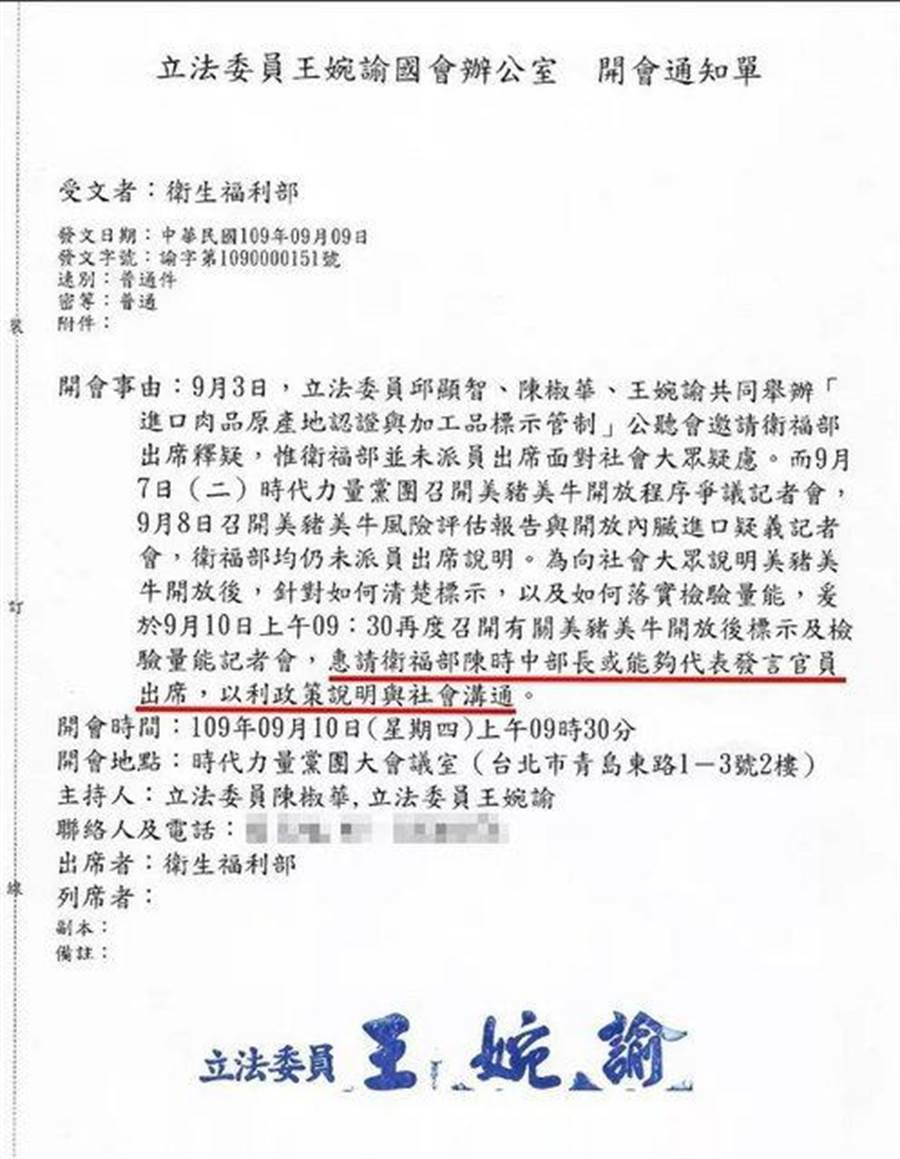 立法委員王婉諭國會辦公室　開會通知單
受文者：衛生福利部
發文日期：中華民國109年09月09日
發文字號：諭字第1090000151號
速別：普通件
密等：普通
附件：
開會事由：9月3日，立法委員邱顯智、陳椒華、王婉諭共同舉辦「
進口肉品原產地認證與加工品標示管制」公聽會邀請衛福部
出席釋疑，惟衛福部並未派員出席面對社會大眾疑慮。而9月
7日（二）時代力量黨團召開美豬美牛開放程序爭議記者會，
9月8日召開美豬美牛風險評估報告與開放內臟進口疑義記者
會，衛福部均仍未派員出席說明。為向社會大眾說明美豬美
牛開放後，針對如何清楚標示，以及如何落實檢驗量能，爰
於9月10日上午09：30再度召開有關美豬美牛開放後標示及檢
驗量能記者會，惠請衛福部陳時中部長或能夠代表發言官員
出席，以利政策說明與社會溝通。
開會時間：109年09月10日(星期四)上午09時30分
開會地點：時代力量黨團大會議室（台北市青島東路1－3號2樓）
主持人：立法委員陳椒華,立法委員王婉諭
聯絡人及電話：
出席者：衛生福利部
列席者：
副本：
備註：
裝
訂
線
立法委員 王婉諭